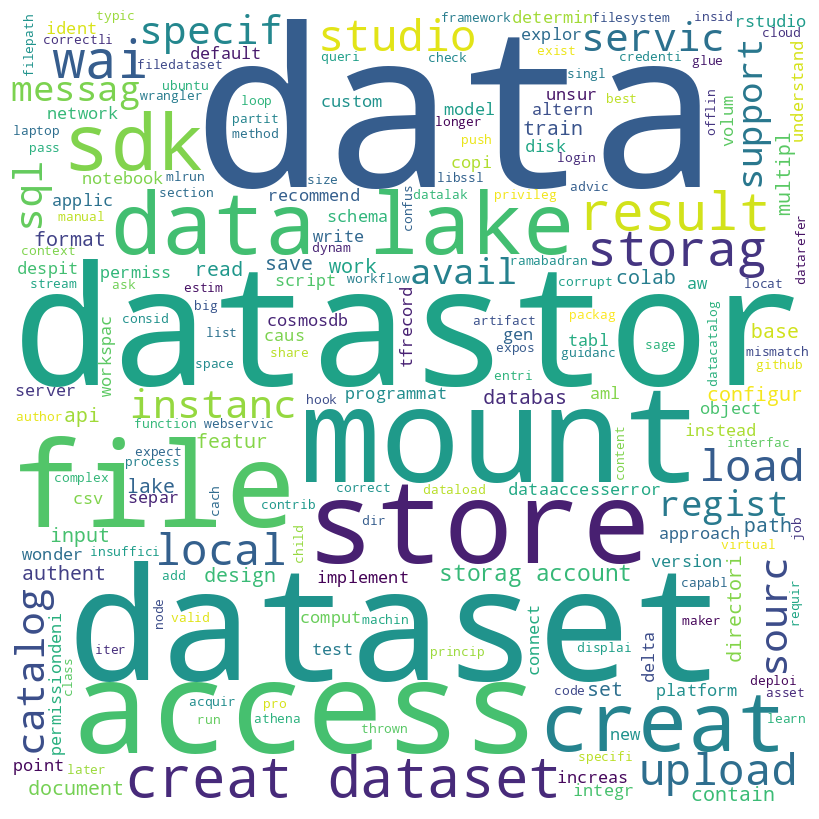 typic
framework
determin
filesystem
insid
rstudio
filepath
ident
correctli
specif
default
studio
queri
explor
check
exist
servic
cloud
glue
wai
filedataset
data
credenti
messag
wrangler
ubuntu
loop
custom
model
altern
unsur
singl
best
support
offlin
volum
understand
network
partit
method
longer
train
disk
push
login
laptop
pass
sdk
copi
sql
notebook
mlrun
size
libssl
advic
multipl
section
recommend
datalak
privileg
applic
manual
data lake
schema
confus
result
format
context
write
dynam
storag
datarefer
despit
permiss
read
save
work
avail
ramabadran
colab
aw
locat
stream
ask
estim
script
workflow
corrupt
datastor
big
cosmosdb
tfrecord
artifact
packag
workspac
list
caus
gen
tabl
base
consid
space
share
expos
guidanc
sage
datacatalog
mismatch
github
server
instanc
hook
programmat
entri
databas
aml
configur
author
api
function
webservic
mount
object
featur
instead
interfac
file
expect
process
content
load
complex
cach
correct
dataload
dataaccesserror
csv
lake
separ
contrib
store
regist
input
dir
path
job
wonder
insuffici
local
child
approach
virtual
authent
add
design
implement
storag account
version
capabl
sourc
directori
requir
catalog
node
valid
comput
machin
connect
maker
dataset
iter
test
princip
displai
delta
deploi
permissiondeni
class
access
acquir
pro
code
set
platform
asset
run
athena
thrown
creat
new
learn
point
later
creat dataset
specifi
upload
document
increas
integr
contain